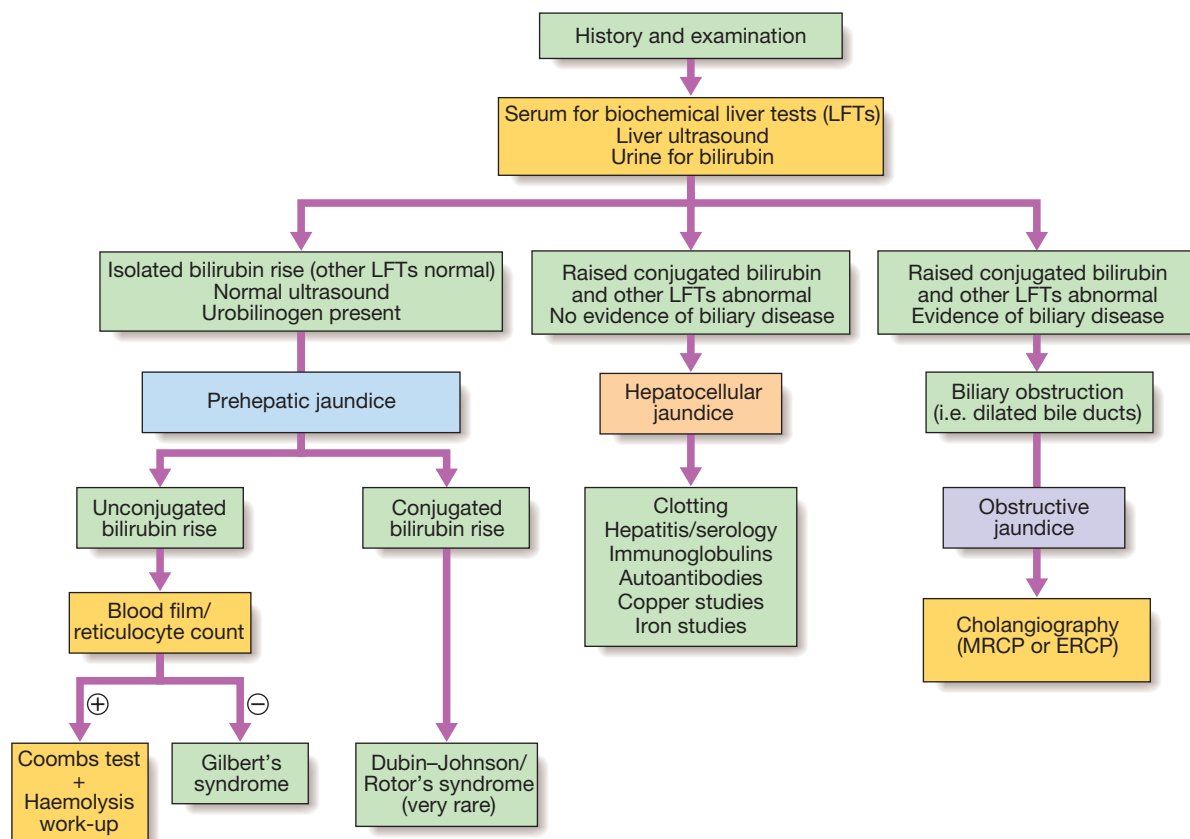 History and examination
Serum for biochemical liver tests (LFTs)
Liver ultrasound
Urine for bilirubin
Isolated bilirubin rise (other LFTs normal)
Normal ultrasound
Urobilinogen present
Raised conjugated bilirubin
and other LFTs abnormal
No evidence of biliary disease
Raised conjugated bilirubin
and other LFTs abnormal
Evidence of biliary disease
Prehepatic jaundice
Hepatocellular
jaundice
Biliary obstruction
(i.e. dilated bile ducts)
Unconjugated
bilirubin rise
Conjugated
bilirubin rise
Clotting
Hepatitis/serology
Immunoglobulins
Autoantibodies
Copper studies
Iron studies
Obstructive
jaundice
Blood film/
reticulocyte count
Cholangiography
(MRCP or ERCP)
+
−
Coombs test
+
Haemolysis
work-up
Gilbert's
syndrome
Dubin–Johnson/
Rotor's syndrome
(very rare)